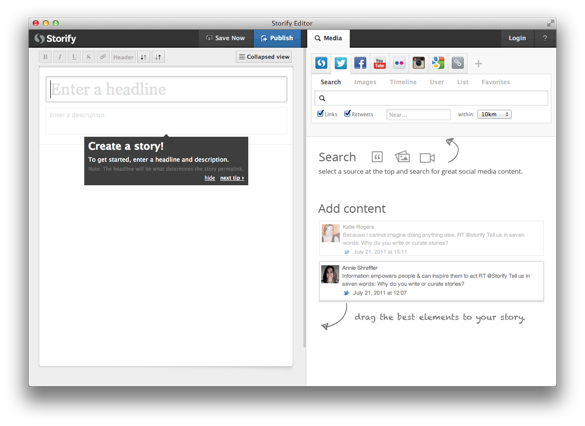 Storify Editor
Storify
Save Now
Publish
Media
Login
?
B I U S Header
Collapsed view
Enter a headline
Enter a description
Create a story!
To get started, enter a headline and description.
Note: The headline will be what determines the story permalink.
hide next tip
You Tube
Search Images Timeline User List Favorites
Links Retweets Near... within: 10km
Search
select a source at the top and search for great social media content.
Add content
Katie Rogers
Because I cannot imagine doing anything else. RT @storify Tell us in seven
words: Why do you write or curate stories?
July 21, 2011 at 15:11
Annie Shreffler
Information empowers people & can inspire them to act RT @Storify Tell us in
seven words: Why do you write or curate stories?
July 21, 2011 at 12:07
drag the best elements to your story.